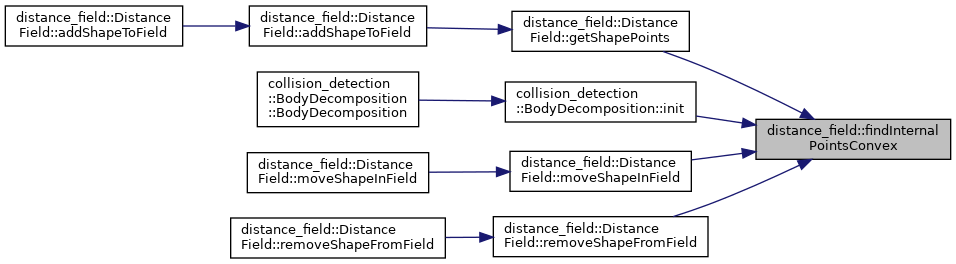 distance_field::Distance
Field::addShapeToField
distance_field::Distance
Field::addShapeToField
distance_field::Distance
Field::getShapePoints
collision_detection
::BodyDecomposition
::BodyDecomposition
collision_detection
::BodyDecomposition::init
distance_field::findInternal
PointsConvex
distance_field::Distance
Field::moveShapeInField
distance_field::Distance
Field::moveShapeInField
distance_field::Distance
Field::removeShapeFromField
distance_field::Distance
Field::removeShapeFromField